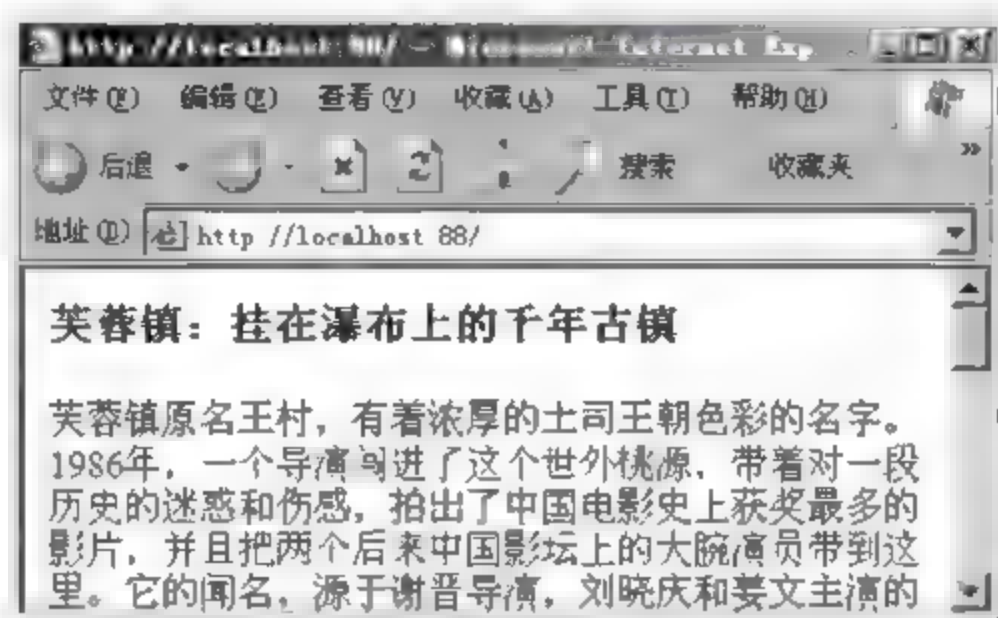 http://localhost:88/ - Microsoft Internet Exp
文件(F) 编辑(E) 查看(V) 收藏(A) 工具(T) 帮助(H)
后退 搜索 收藏夹 »
地址(D) http //localhost 88/
芙蓉镇：挂在瀑布上的千年古镇
芙蓉镇原名王村，有着浓厚的土司王朝色彩的名字。
1986年，一个导演闯进了这个世外桃源，带着对一段
历史的迷惑和伤感，拍出了中国电影史上获奖最多的
影片，并且把两个后来中国影坛上的大腕演员带到这
里。它的闻名，源于谢晋导演，刘晓庆和姜文主演的